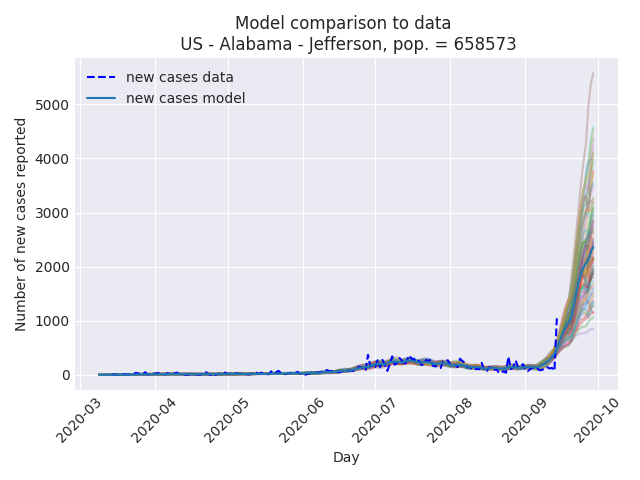 Model comparison to data
US - Alabama - Jefferson, pop. = 658573
new cases data
new cases model
Number of new cases reported
5000
4000
3000
2000
1000
0
2020-03
2020-04
2020-05
2020-06
2020-07
2020-08
2020-09
2020-10
Day